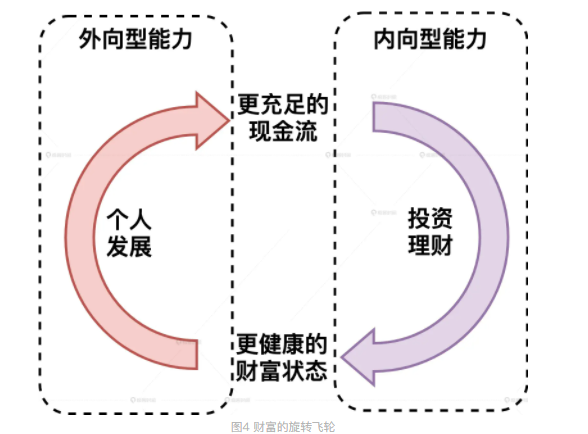 外向型能力
内向型能力
更充足的
现金流
个人
发展
投资
理财
更健康的
财富状态
图4 财富的旋转飞轮